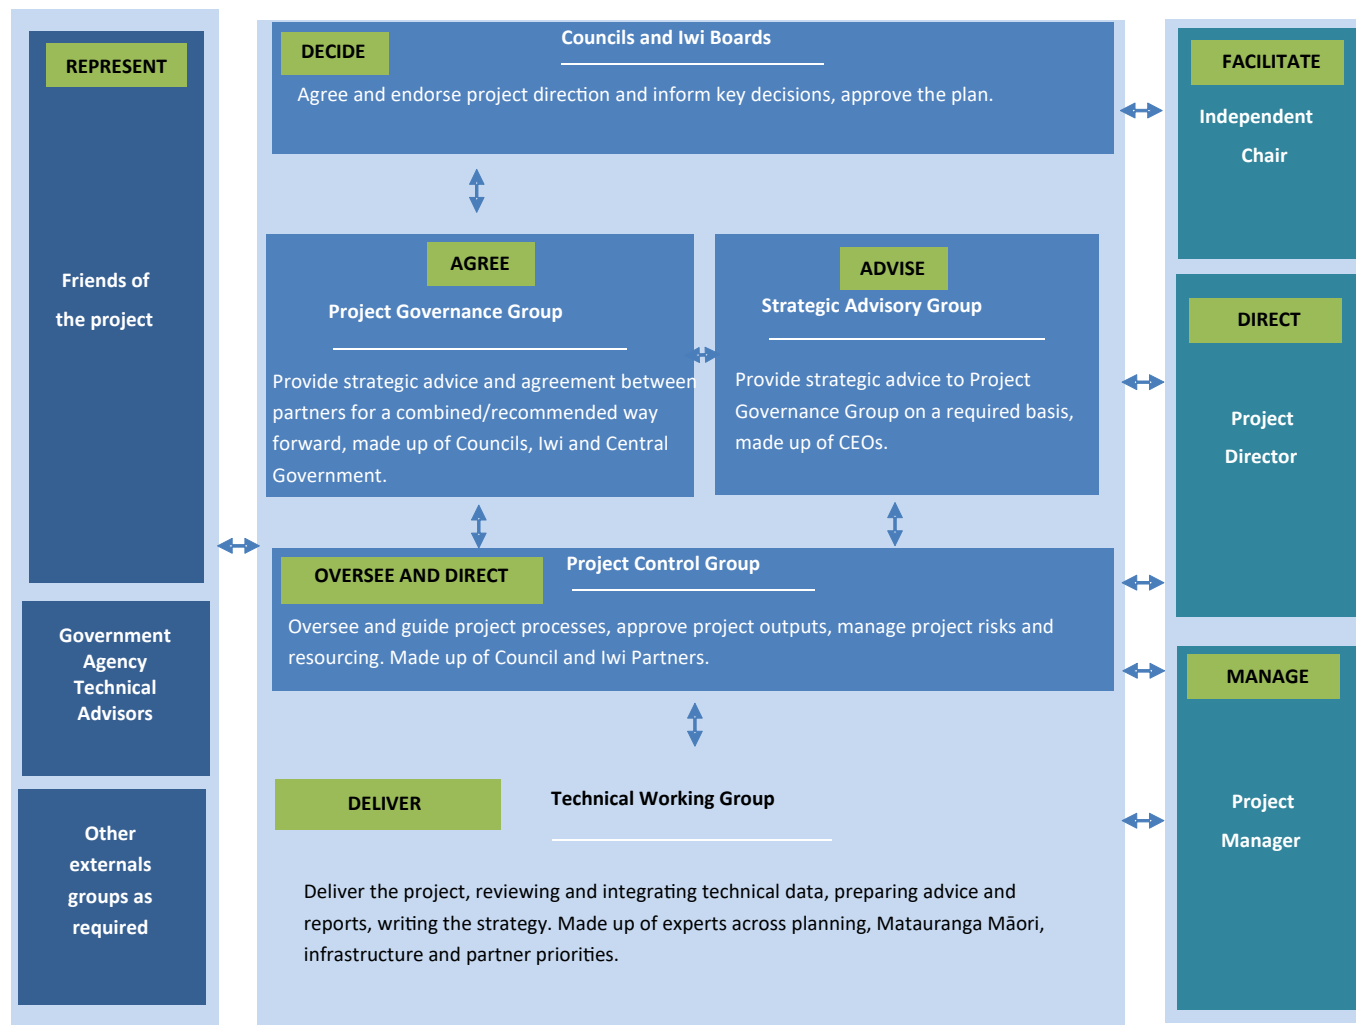 REPRESENT
Friends of
the project
Government
Agency
Technical
Advisors
Other
externals
groups as
required
DECIDE
Councils and Iwi Boards
Agree and endorse project direction and inform key decisions, approve the plan.
AGREE
Project Governance Group
Provide strategic advice and agreement between
partners for a combined/recommended way
forward, made up of Councils, Iwi and Central
Government.
ADVISE
Strategic Advisory Group
Provide strategic advice to Project
Governance Group on a required basis,
made up of CEOs.
OVERSEE AND DIRECT
Project Control Group
Oversee and guide project processes, approve project outputs, manage project risks and
resourcing. Made up of Council and Iwi Partners.
DELIVER
Technical Working Group
Deliver the project, reviewing and integrating technical data, preparing advice and
reports, writing the strategy. Made up of experts across planning, Matauranga Māori,
infrastructure and partner priorities.
FACILITATE
Independent
Chair
DIRECT
Project
Director
MANAGE
Project
Manager